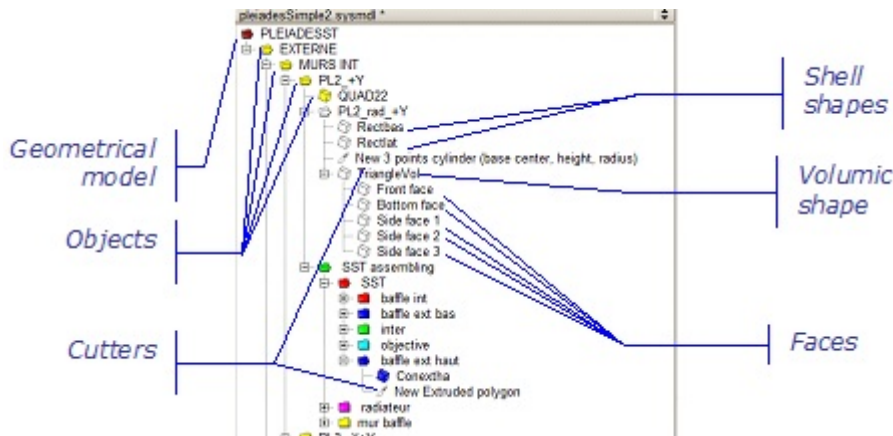 pleiadesSimple2.sysmdl *
PLEIADESST
EXTERNE
MURS INT
PL2_+Y
QUAD22
PL2_rad_+Y
Rectbas
Rectlat
New 3 points cylinder (base center, height, radius)
TriangleVol
Front face
Bottom face
Side face 1
Side face 2
Side face 3
SST assembling
SST
baffle int
baffle ext bas
inter
objective
baffle ext haut
Conextha
New Extruded polygon
radiateur
mur baffle
Geometrical
model
Objects
Cutters
Shell
shapes
Volumic
shape
Faces